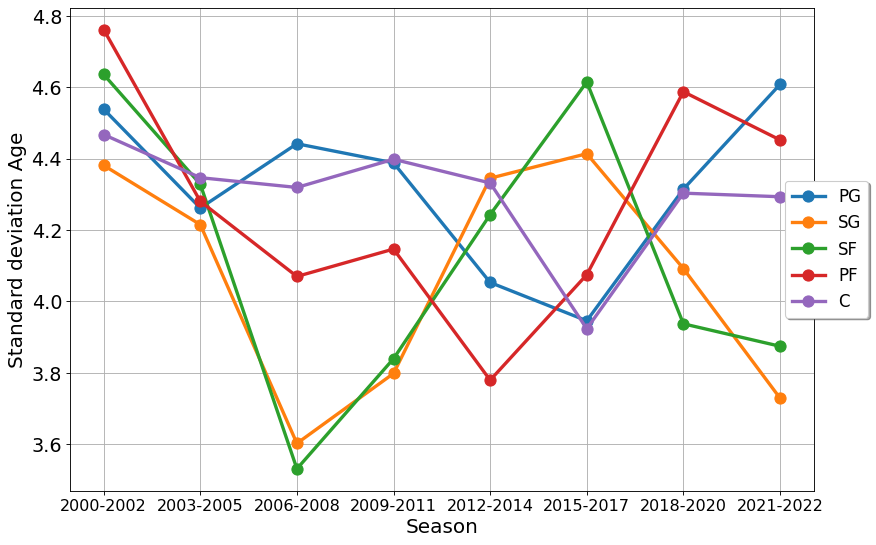 4.8
4.6
4.4
4.2
4.0
3.8
3.6
Standard deviation Age
2000-2002 2003-2005 2006-2008 2009-2011 2012-2014 2015-2017 2018-2020 2021-2022
Season
PG
SG
SF
PF
C